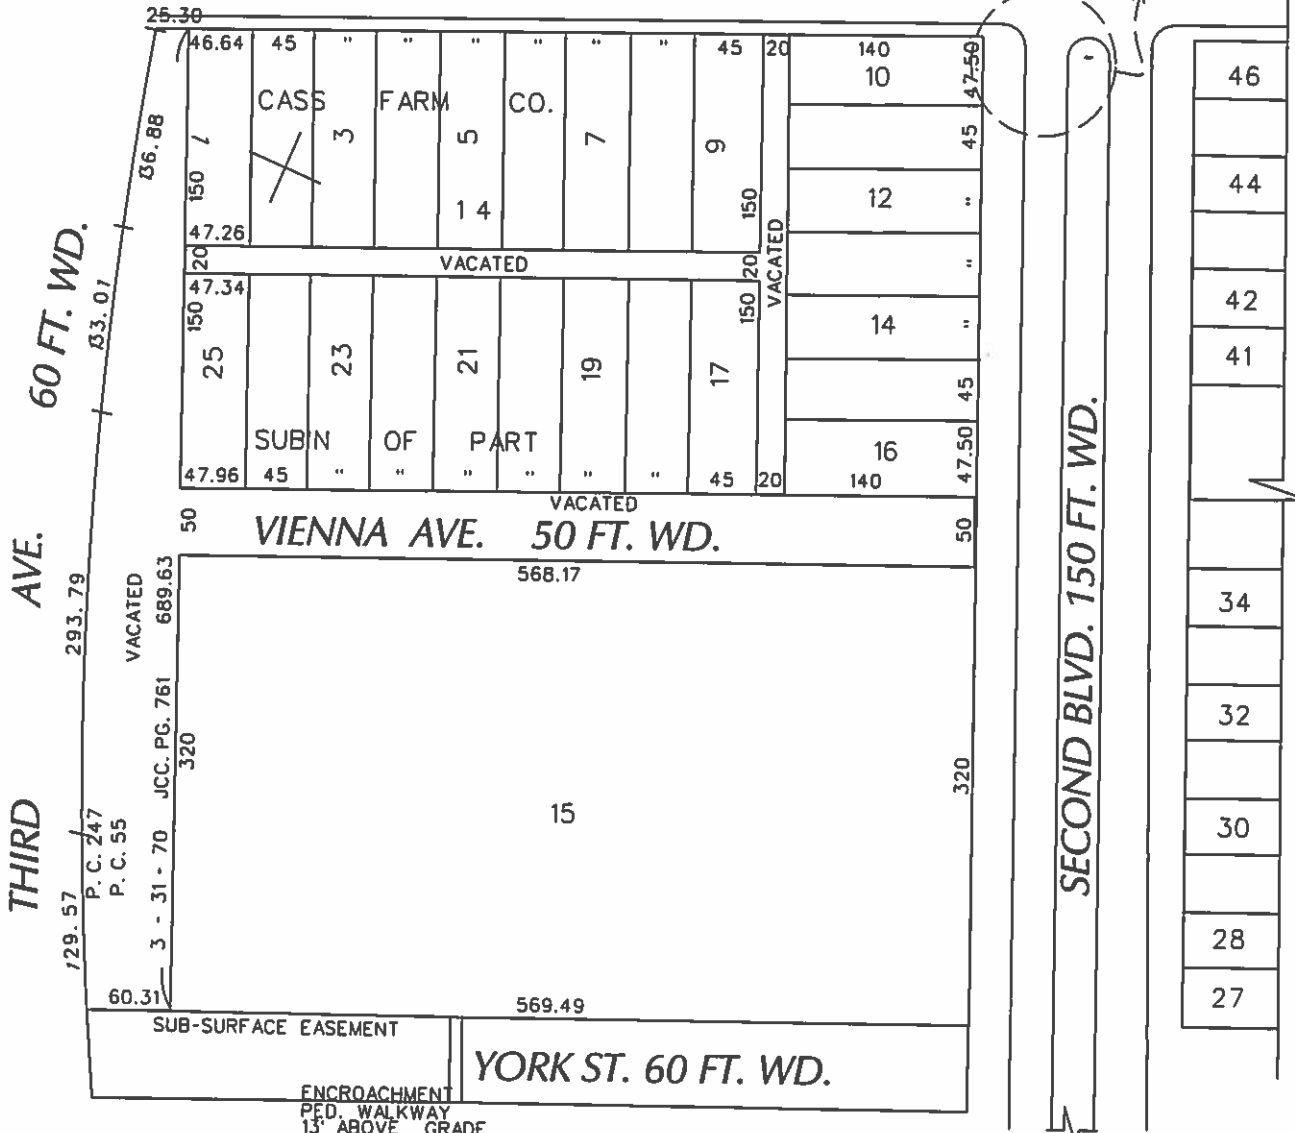 25.30
46.64 45 " " " " " " 45 20 140 47.50
10 46
CASS FARM CO.
136.88
1 3 5 7 9 45
150 14 150 12 " 44
47.26
60 FT. WD.
20 VACATED 20 VACATED "
47.34
133.01 150 150 14 " 42
25 23 21 19 17 41
45
SUBIN OF PART 16 47.50
47.96 45 " " " " " " 45 20 140
VACATED
50 VIENNA AVE. 50 FT. WD. 50
568.17
AVE.
293.79
VACATED 689.63
34
SECOND BLVD. 150 FT. WD.
3 - 31 - 70 JCC. PG. 761
320 320
32
15
30
THIRD
P. C. 247
P. C. 55
129.57
28
60.31 569.49 27
SUB-SURFACE EASEMENT
YORK ST. 60 FT. WD.
ENCROACHMENT
PED. WALKWAY
13' ABOVE GRADE